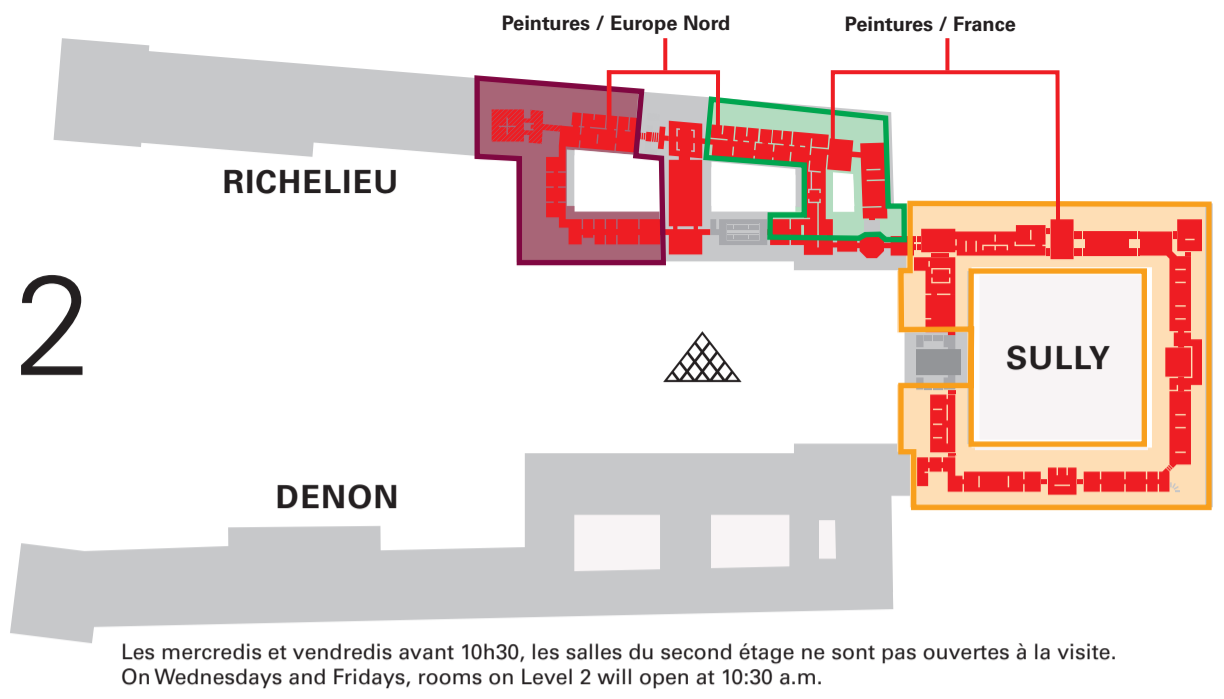 Peintures / Europe Nord
Peintures / France
RICHELIEU
2
SULLY
DENON
Les mercredis et vendredis avant 10h30, les salles du second étage ne sont pas ouvertes à la visite.
On Wednesdays and Fridays, rooms on Level 2 will open at 10:30 a.m.